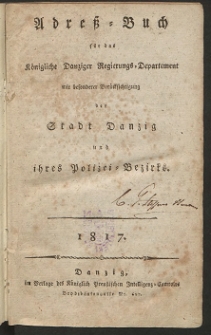 Adreß-Buch
für das
Königliche Danziger Regierungs-Departement
mit besonderer Berücksichtigung
der
Stadt Danzig
und
ihres Polizei-Bezirks.
1817.
Danzig,
im Verlage des Königlich Preußischen Intelligenz-Comtoirs